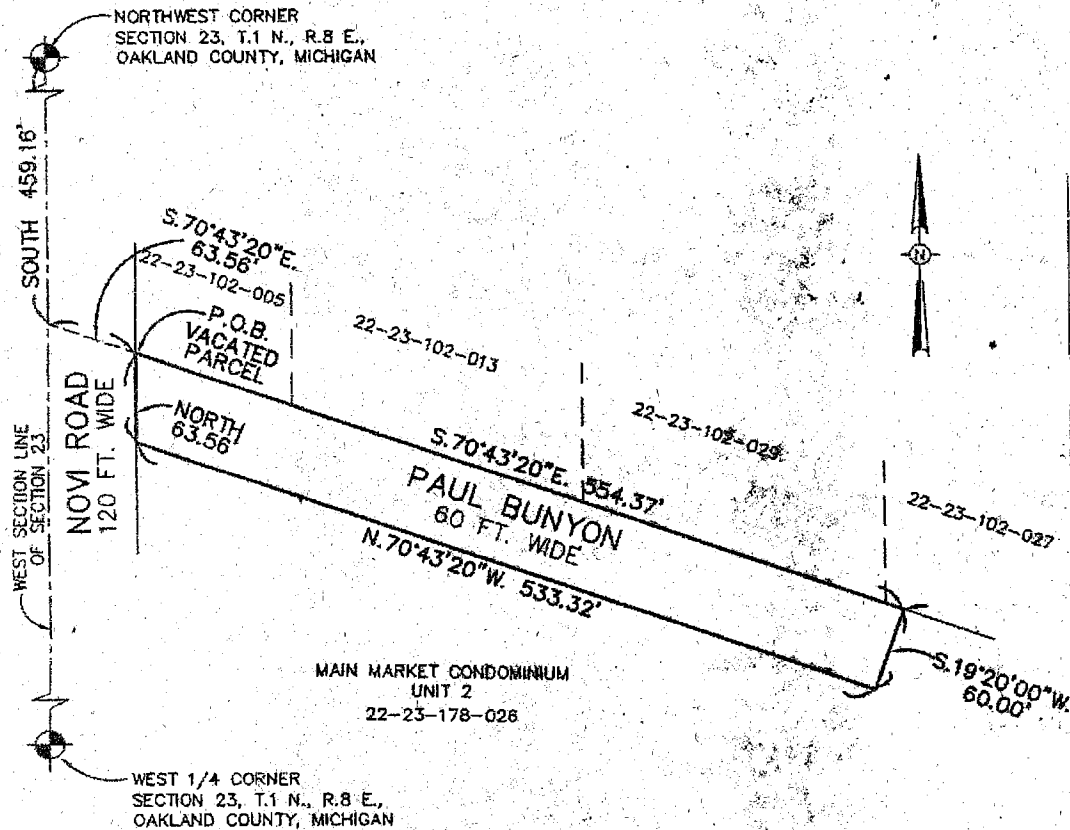 NORTHWEST CORNER
SECTION 23, T.1 N., R.8 E.,
OAKLAND COUNTY, MICHIGAN
SOUTH 459.16'
S.70°43'20"E.
63.56'
22-23-102-005
P.O.B.
VACATED
PARCEL
22-23-102-013
N
NOVI ROAD
120 FT. WIDE
NORTH
63.56'
22-23-102-029
S.70°43'20"E. 554.37'
PAUL BUNYON
60 FT. WIDE
22-23-102-027
N.70°43'20"W. 533.32'
WEST SECTION LINE
OF SECTION 23
S.19°20'00"W.
60.00'
MAIN MARKET CONDOMINIUM
UNIT 2
22-23-178-026
WEST 1/4 CORNER
SECTION 23, T.1 N., R.8 E.,
OAKLAND COUNTY, MICHIGAN